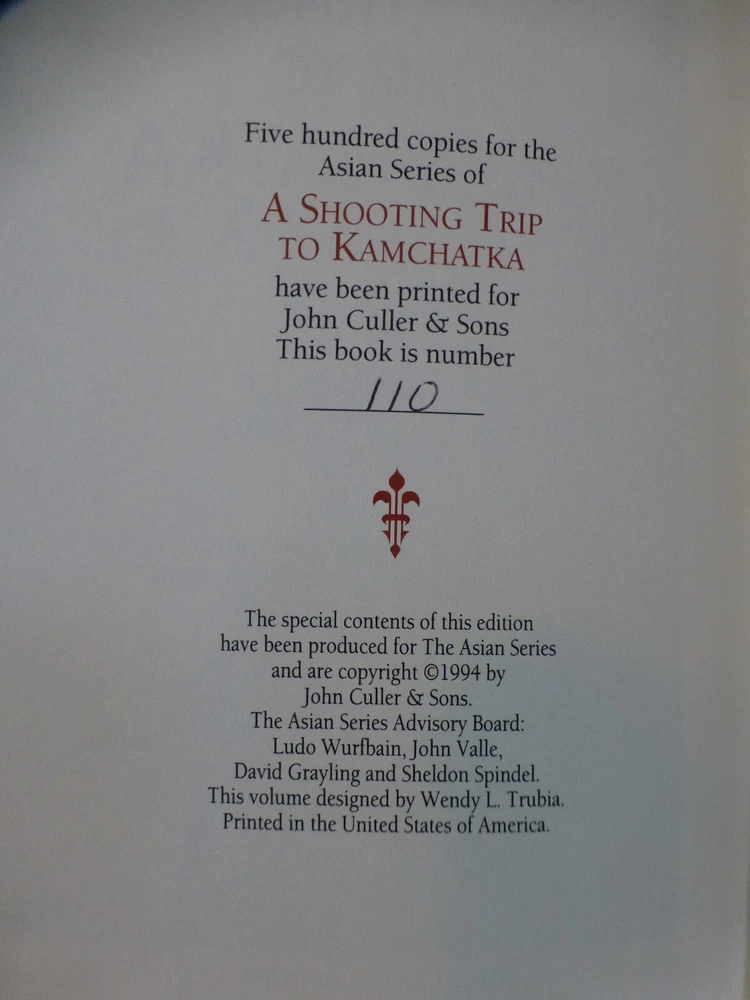 Five hundred copies for the
Asian Series of
A SHOOTING TRIP
TO KAMCHATKA
have been printed for
John Culler & Sons
This book is number
110
The special contents of this edition
have been produced for The Asian Series
and are copyright ©1994 by
John Culler & Sons.
The Asian Series Advisory Board:
Ludo Wurfbain, John Valle,
David Grayling and Sheldon Spindel.
This volume designed by Wendy L. Trubia.
Printed in the United States of America.